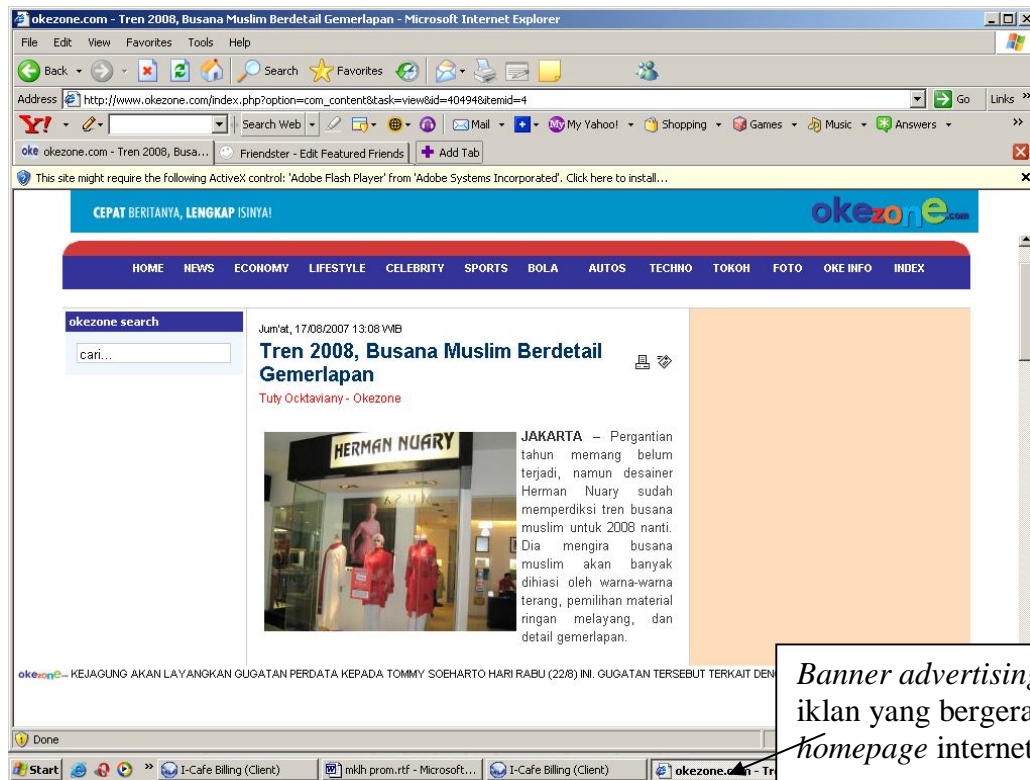 okezone.com - Tren 2008, Busana Muslim Berdetail Gemerlapan - Microsoft Internet Explorer
File Edit View Favorites Tools Help
Back Search Favorites
Address http://www.okezone.com/index.php?option=com_content&task=view&id=40494&itemid=4 Go Links »
Y! Search Web Mail My Yahoo! Shopping Games Music Answers »
oke okezone.com - Tren 2008, Busa... Friendster - Edit Featured Friends Add Tab
This site might require the following ActiveX control: 'Adobe Flash Player' from 'Adobe Systems Incorporated'. Click here to install...
CEPAT BERITANYA, LENGKAP ISINYA! okezone.com
HOME NEWS ECONOMY LIFESTYLE CELEBRITY SPORTS BOLA AUTOS TECHNO TOKOH FOTO OKE INFO INDEX
okezone search
cari...
Jum'at, 17/08/2007 13:08 WIB
Tren 2008, Busana Muslim Berdetail
Gemerlapan
Tuty Ocktaviany - Okezone
HERMAN NUARY
JAKARTA – Pergantian
tahun memang belum
terjadi, namun desainer
Herman Nuary sudah
memperdiksi tren busana
muslim untuk 2008 nanti.
Dia mengira busana
muslim akan banyak
dihiasi oleh warna-warna
terang, pemilihan material
ringan melayang, dan
detail gemerlapan.
okezone – KEJAGUNG AKAN LAYANGKAN GUGATAN PERDATA KEPADA TOMMY SOEHARTO HARI RABU (22/8) INI. GUGATAN TERSEBUT TERKAIT DEN
Banner advertising
iklan yang bergera
homepage internet
Done
Start » I-Cafe Billing (Client) mklh prom.rtf - Microsoft... I-Cafe Billing (Client) okezone.com - Tre